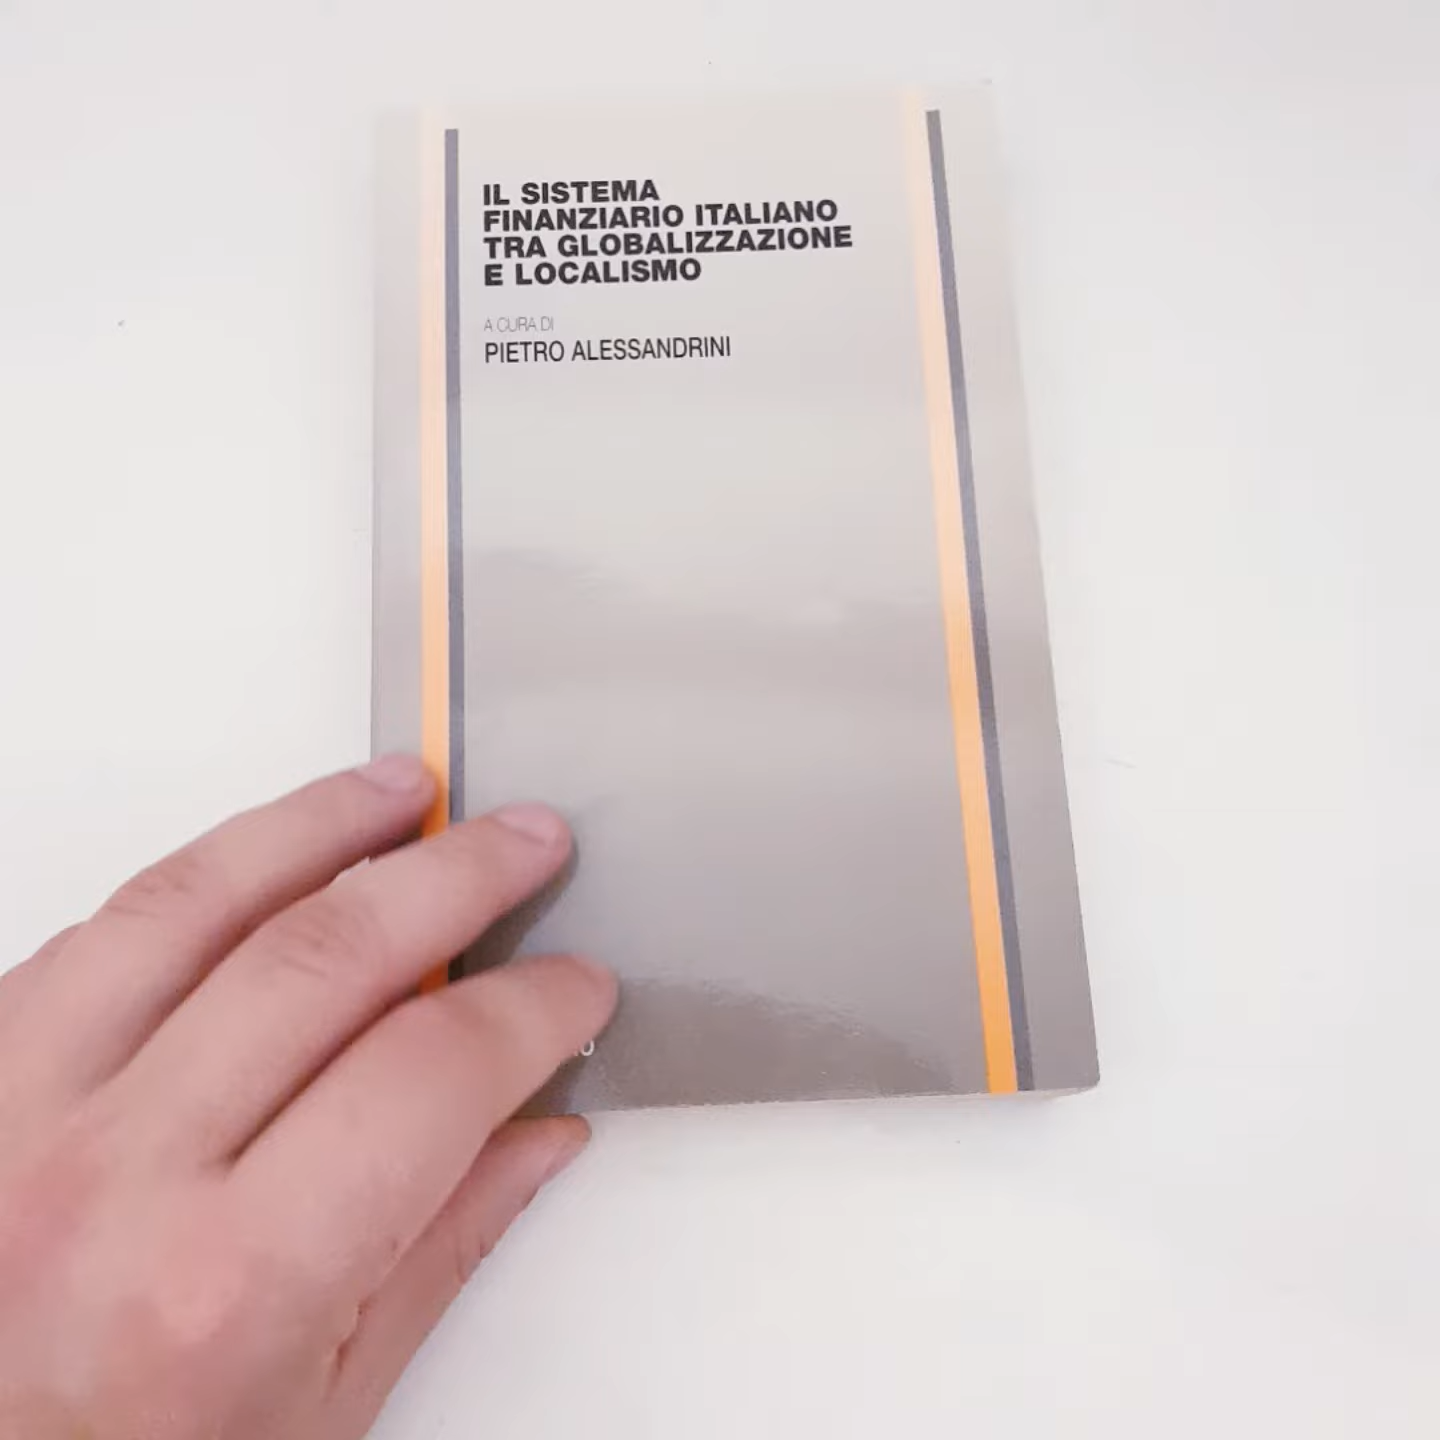 IL SISTEMA
FINANZIARIO ITALIANO
TRA GLOBALIZZAZIONE
E LOCALISMO
A CURA DI
PIETRO ALESSANDRINI